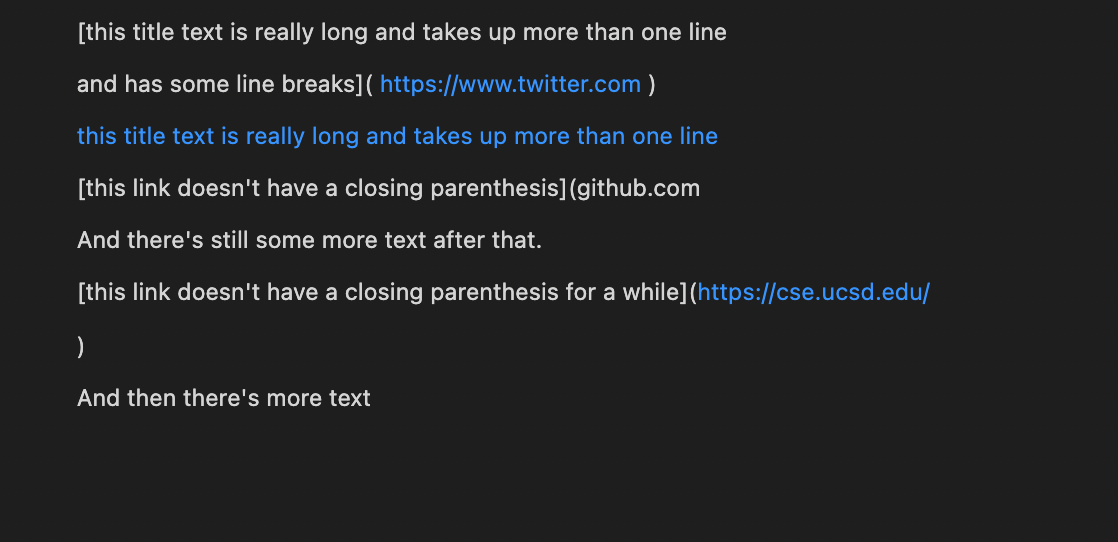 [this title text is really long and takes up more than one line
and has some line breaks]( https://www.twitter.com )
this title text is really long and takes up more than one line
[this link doesn't have a closing parenthesis](github.com
And there's still some more text after that.
[this link doesn't have a closing parenthesis for a while](https://cse.ucsd.edu/
)
And then there's more text